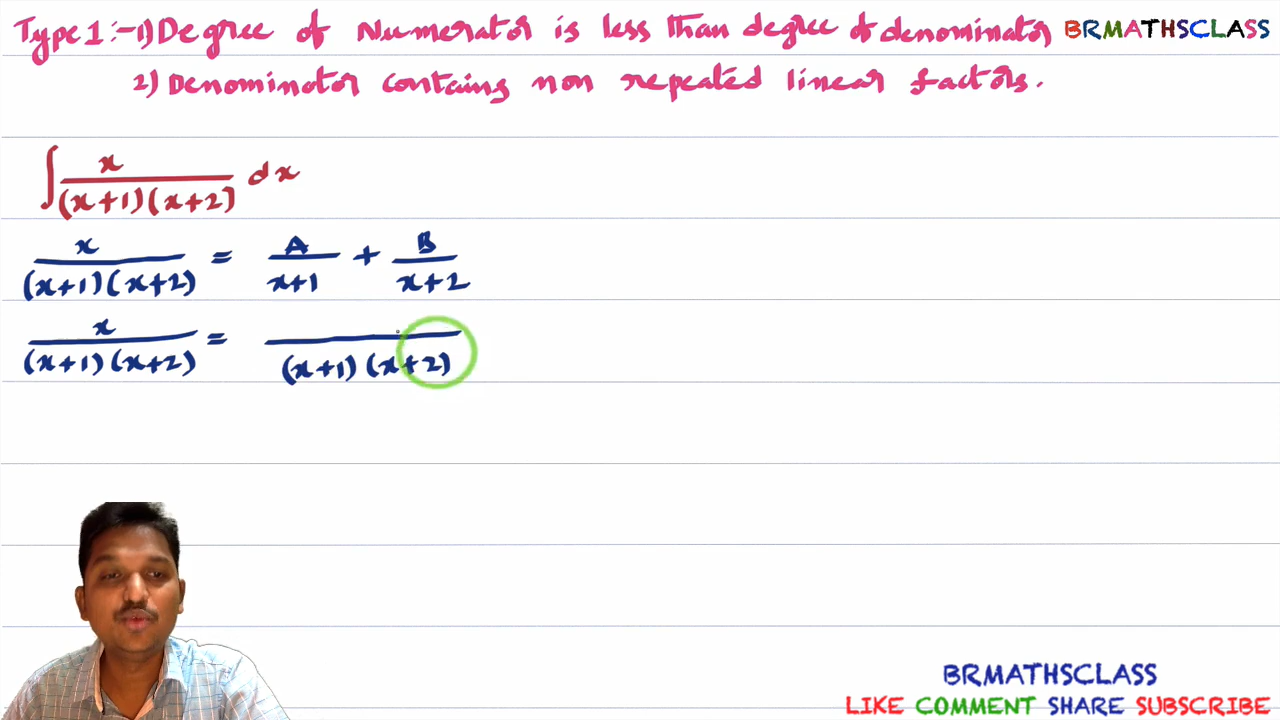 Type 1:-1) Degree of Numerator is less than degree of denominator BRMATHSCLASS
2) Denominator contains non repeated linear factors.
∫ x/((x+1)(x+2)) dx
x/((x+1)(x+2)) = A/(x+1) + B/(x+2)
x/((x+1)(x+2)) = /((x+1)(x+2))
BRMATHSCLASS
LIKE COMMENT SHARE SUBSCRIBE